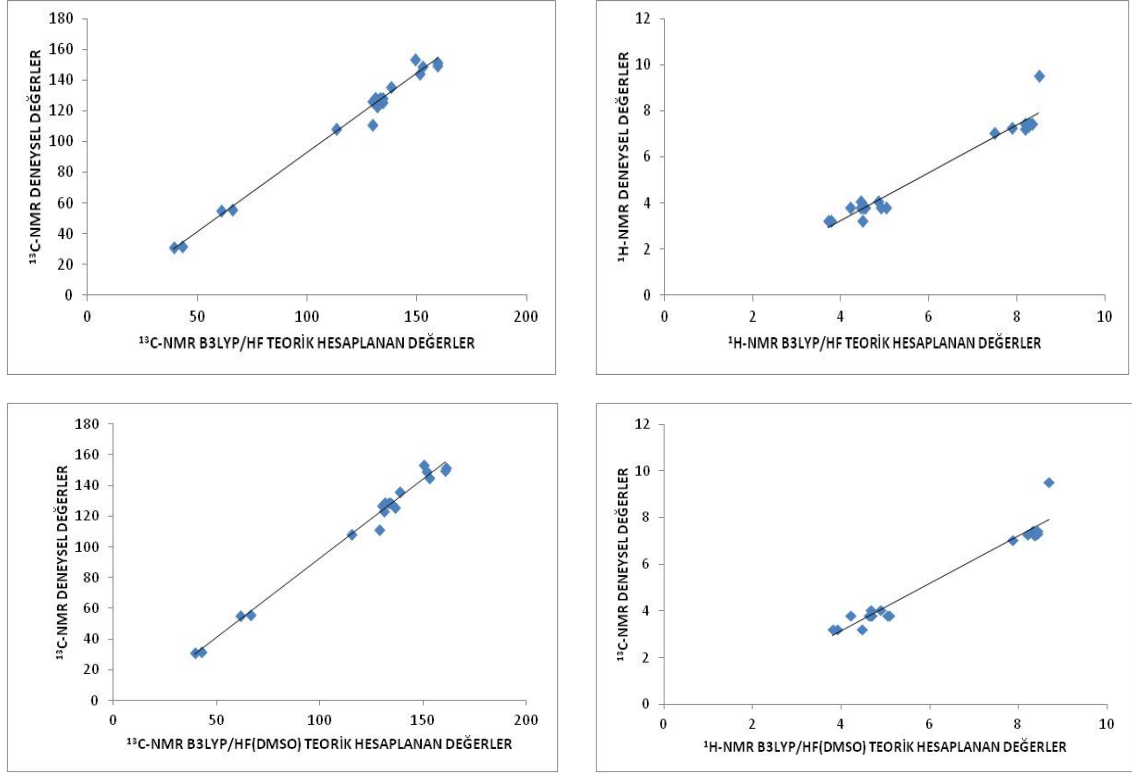 180
160
140
120
100
80
60
40
20
0
¹³C-NMR DENEYSEL DEĞERLER
0 50 100 150 200
¹³C-NMR B3LYP/HF TEORİK HESAPLANAN DEĞERLER
12
10
8
6
4
2
0
¹H-NMR DENEYSEL DEĞERLER
0 2 4 6 8 10
¹H-NMR B3LYP/HF TEORİK HESAPLANAN DEĞERLER
180
160
140
120
100
80
60
40
20
0
¹³C-NMR DENEYSEL DEĞERLER
0 50 100 150 200
¹³C-NMR B3LYP/HF(DMSO) TEORİK HESAPLANAN DEĞERLER
12
10
8
6
4
2
0
¹³C-NMR DENEYSEL DEĞERLER
0 2 4 6 8 10
¹H-NMR B3LYP/HF(DMSO) TEORİK HESAPLANAN DEĞERLER